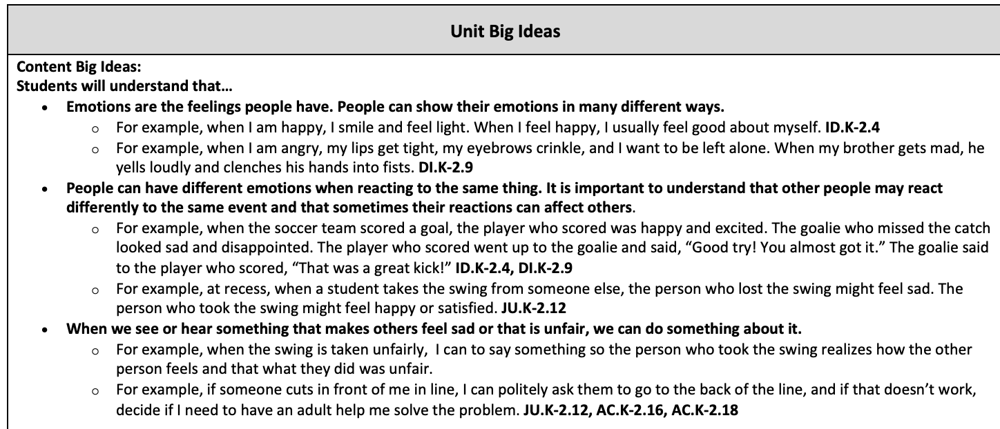 Unit Big Ideas
Content Big Ideas:
Students will understand that…
• Emotions are the feelings people have. People can show their emotions in many different ways.
o For example, when I am happy, I smile and feel light. When I feel happy, I usually feel good about myself. ID.K-2.4
o For example, when I am angry, my lips get tight, my eyebrows crinkle, and I want to be left alone. When my brother gets mad, he
yells loudly and clenches his hands into fists. DI.K-2.9
• People can have different emotions when reacting to the same thing. It is important to understand that other people may react
differently to the same event and that sometimes their reactions can affect others.
o For example, when the soccer team scored a goal, the player who scored was happy and excited. The goalie who missed the catch
looked sad and disappointed. The player who scored went up to the goalie and said, “Good try! You almost got it.” The goalie said
to the player who scored, “That was a great kick!” ID.K-2.4, DI.K-2.9
o For example, at recess, when a student takes the swing from someone else, the person who lost the swing might feel sad. The
person who took the swing might feel happy or satisfied. JU.K-2.12
• When we see or hear something that makes others feel sad or that is unfair, we can do something about it.
o For example, when the swing is taken unfairly,  I can to say something so the person who took the swing realizes how the other
person feels and that what they did was unfair.
o For example, if someone cuts in front of me in line, I can politely ask them to go to the back of the line, and if that doesn’t work,
decide if I need to have an adult help me solve the problem. JU.K-2.12, AC.K-2.16, AC.K-2.18